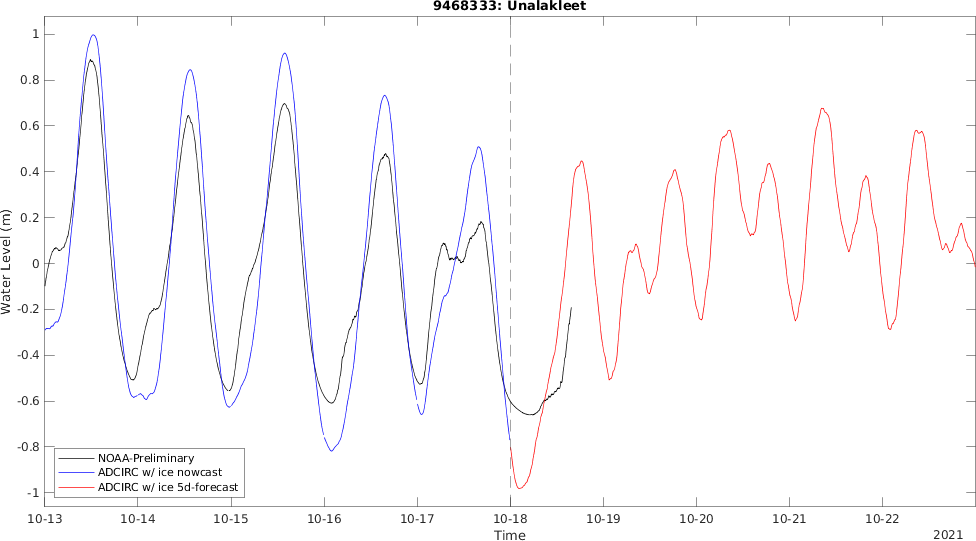 9468333: Unalakleet
1
0.8
0.6
0.4
0.2
0
-0.2
-0.4
-0.6
-0.8
-1
Water Level (m)
NOAA-Preliminary
ADCIRC w/ ice nowcast
ADCIRC w/ ice 5d-forecast
10-13 10-14 10-15 10-16 10-17 10-18 10-19 10-20 10-21 10-22
Time
2021